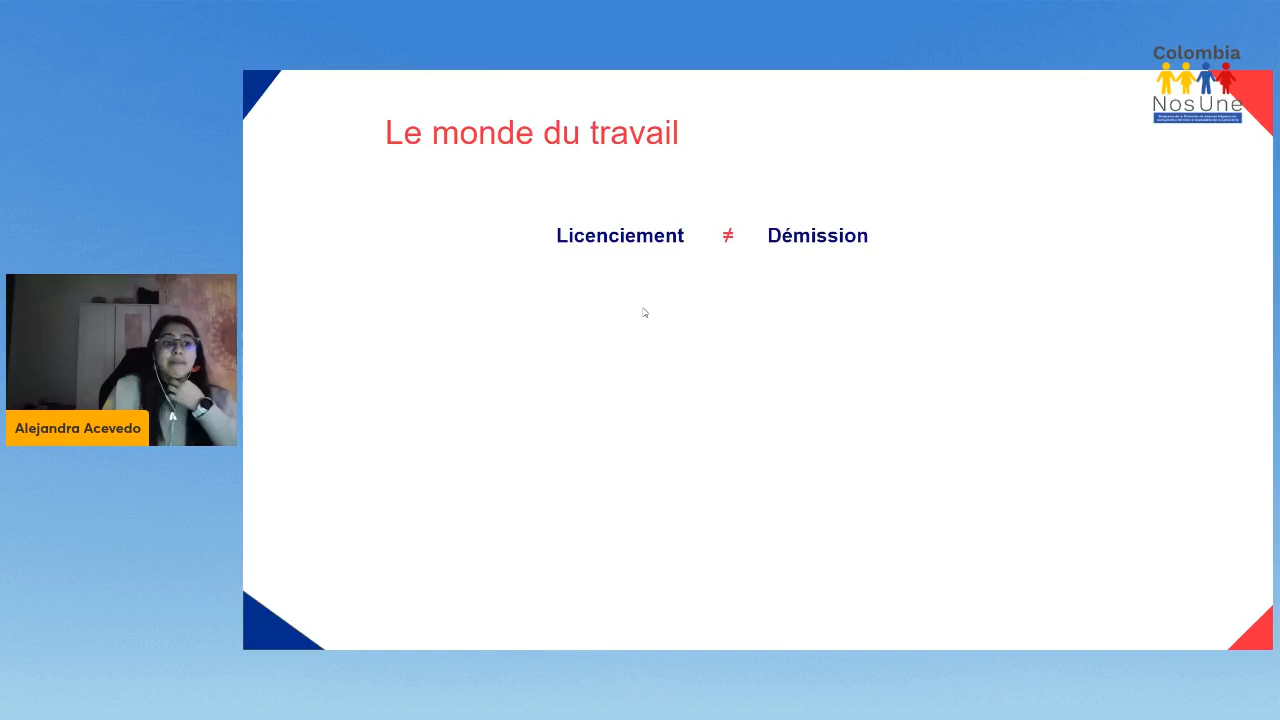 Colombia
Nos Une
Le monde du travail
Licenciement ≠ Démission
Alejandra Acevedo
A